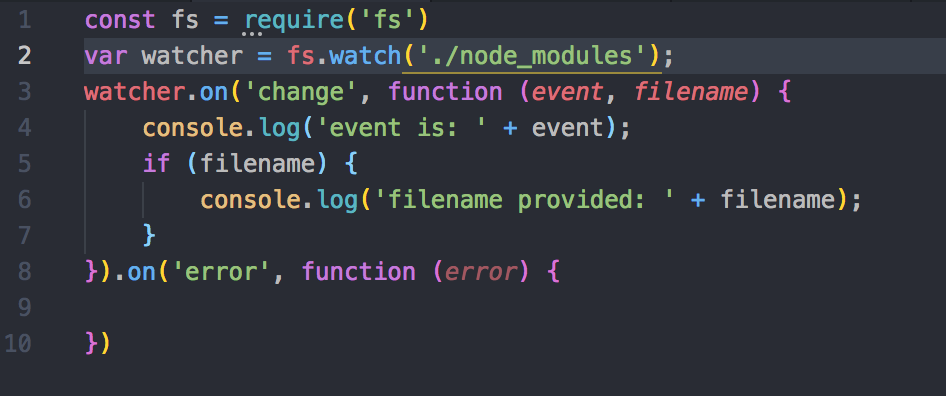 1 const fs = require('fs')
2 var watcher = fs.watch('./node_modules');
3 watcher.on('change', function (event, filename) {
4     console.log('event is: ' + event);
5     if (filename) {
6         console.log('filename provided: ' + filename);
7     }
8 }).on('error', function (error) {
9
10 })